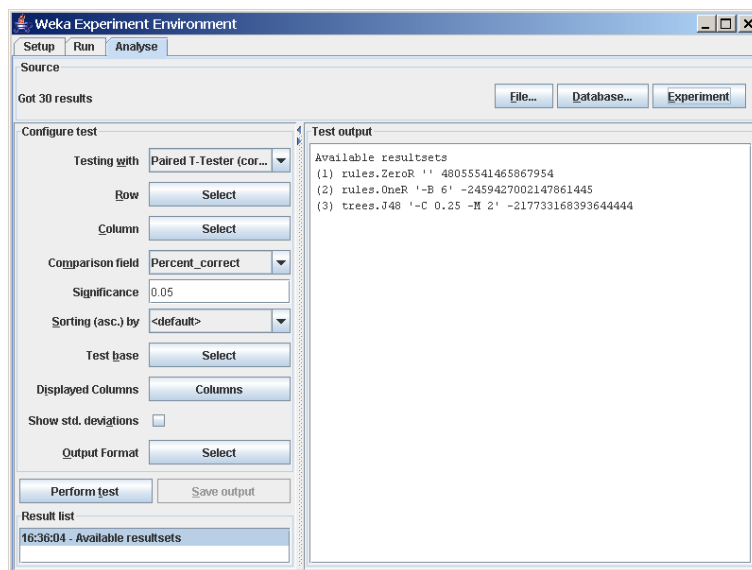 Weka Experiment Environment
Setup Run Analyse
Source
Got 30 results
File... Database... Experiment
Configure test
Testing with Paired T-Tester (cor...
Row Select
Column Select
Comparison field Percent_correct
Significance 0.05
Sorting (asc.) by <default>
Test base Select
Displayed Columns Columns
Show std. deviations
Output Format Select
Perform test Save output
Result list
16:36:04 - Available resultsets
Test output
Available resultsets
(1) rules.ZeroR '' 48055541465867954
(2) rules.OneR '-B 6' -2459427002147861445
(3) trees.J48 '-C 0.25 -M 2' -217733168393644444